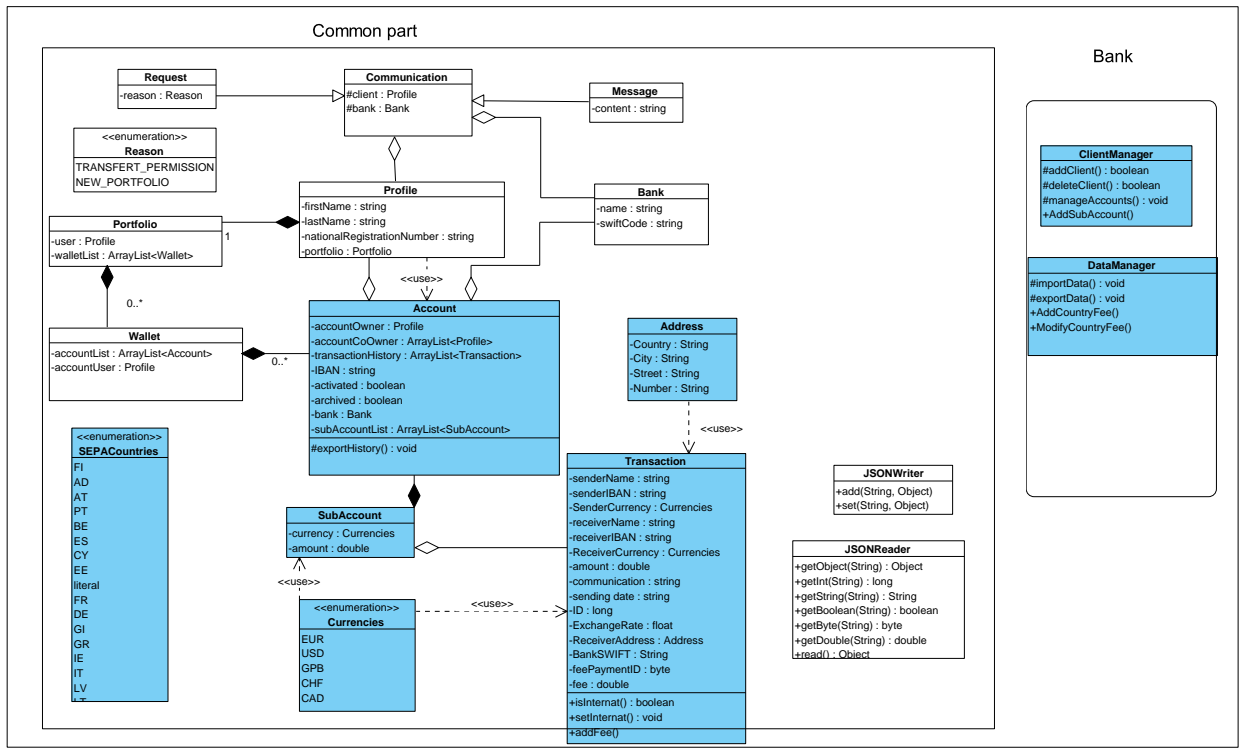 Common part
Bank
Request
-reason : Reason
Communication
#client : Profile
#bank : Bank
Message
-content : string
<<enumeration>>
Reason
TRANSFERT_PERMISSION
NEW_PORTFOLIO
Profile
-firstName : string
-lastName : string
-nationalRegistrationNumber : string
-portfolio : Portfolio
Bank
-name : string
-swiftCode : string
Portfolio
-user : Profile
-walletList : ArrayList<Wallet>
1
<<use>>
0..*
Wallet
-accountList : ArrayList<Account>
-accountUser : Profile
0..*
Account
-accountOwner : Profile
-accountCoOwner : ArrayList<Profile>
-transactionHistory : ArrayList<Transaction>
-IBAN : string
-activated : boolean
-archived : boolean
-bank : Bank
-subAccountList : ArrayList<SubAccount>
#exportHistory() : void
Address
-Country : String
-City : String
-Street : String
-Number : String
<<use>>
<<enumeration>>
SEPACountries
FI
AD
AT
PT
BE
ES
CY
EE
literal
FR
DE
GI
GR
IE
IT
LV
SubAccount
-currency : Currencies
-amount : double
<<use>>
<<use>>
<<enumeration>>
Currencies
EUR
USD
GPB
CHF
CAD
Transaction
-senderName : string
-senderIBAN : string
-SenderCurrency : Currencies
-receiverName : string
-receiverIBAN : string
-ReceiverCurrency : Currencies
-amount : double
-communication : string
-sending date : string
-ID : long
-ExchangeRate : float
-ReceiverAddress : Address
-BankSWIFT : String
-feePaymentID : byte
-fee : double
+isInternat() : boolean
+setInternat() : void
+addFee()
JSONWriter
+add(String, Object)
+set(String, Object)
JSONReader
+getObject(String) : Object
+getInt(String) : long
+getString(String) : String
+getBoolean(String) : boolean
+getByte(String) : byte
+getDouble(String) : double
+read() : Object
ClientManager
#addClient() : boolean
#deleteClient() : boolean
#manageAccounts() : void
+AddSubAccount()
DataManager
#importData() : void
#exportData() : void
+AddCountryFee()
+ModifyCountryFee()